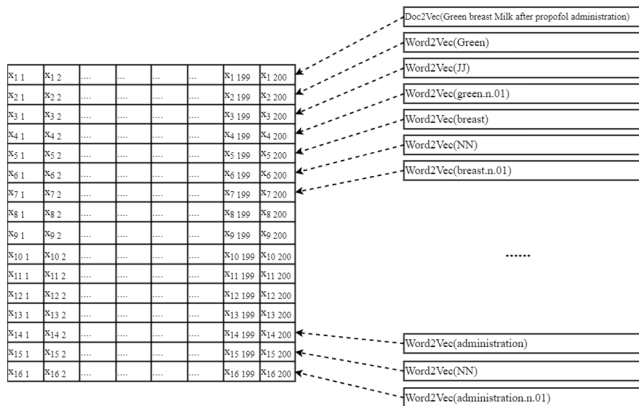 Doc2Vec(Green breast Milk after propofol administration)
Word2Vec(Green)
Word2Vec(JJ)
Word2Vec(green.n.01)
Word2Vec(breast)
Word2Vec(NN)
Word2Vec(breast.n.01)
......
Word2Vec(administration)
Word2Vec(NN)
Word2Vec(administration.n.01)
x1 1 x1 2 .... .... .... .... x1 199 x1 200
x2 1 x2 2 .... .... .... .... x2 199 x2 200
x3 1 x3 2 .... .... .... .... x3 199 x3 200
x4 1 x4 2 .... .... .... .... x4 199 x4 200
x5 1 x5 2 .... .... .... .... x5 199 x5 200
x6 1 x6 2 .... .... .... .... x6 199 x6 200
x7 1 x7 2 .... .... .... .... x7 199 x7 200
x8 1 x8 2 .... .... .... .... x8 199 x8 200
x9 1 x9 2 .... .... .... .... x9 199 x9 200
x10 1 x10 2 .... .... .... .... x10 199 x10 200
x11 1 x11 2 .... .... .... .... x11 199 x11 200
x12 1 x12 2 .... .... .... .... x12 199 x12 200
x13 1 x13 2 .... .... .... .... x13 199 x13 200
x14 1 x14 2 .... .... .... .... x14 199 x14 200
x15 1 x15 2 .... .... .... .... x15 199 x15 200
x16 1 x16 2 .... .... .... .... x16 199 x16 200